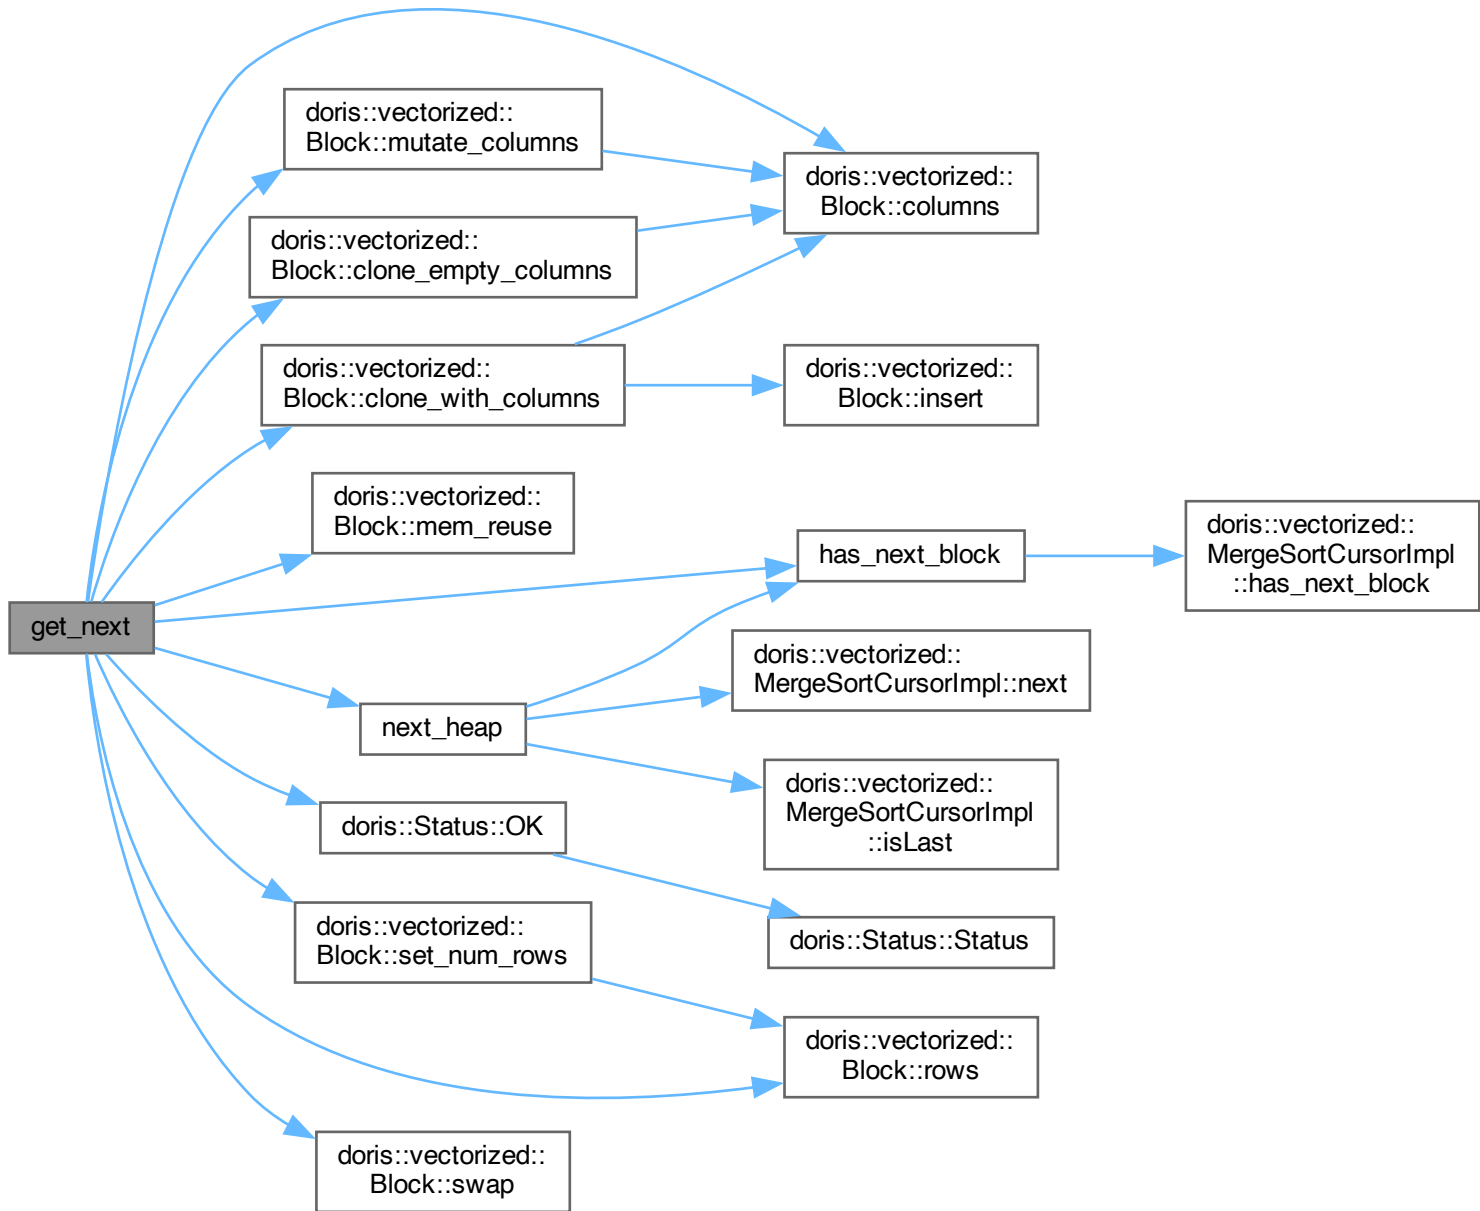 doris::vectorized::
Block::mutate_columns
doris::vectorized::
Block::columns
doris::vectorized::
Block::clone_empty_columns
doris::vectorized::
Block::clone_with_columns
doris::vectorized::
Block::insert
doris::vectorized::
Block::mem_reuse
has_next_block
doris::vectorized::
MergeSortCursorImpl
::has_next_block
get_next
doris::vectorized::
MergeSortCursorImpl::next
next_heap
doris::vectorized::
MergeSortCursorImpl
::isLast
doris::Status::OK
doris::vectorized::
Block::set_num_rows
doris::Status::Status
doris::vectorized::
Block::rows
doris::vectorized::
Block::swap